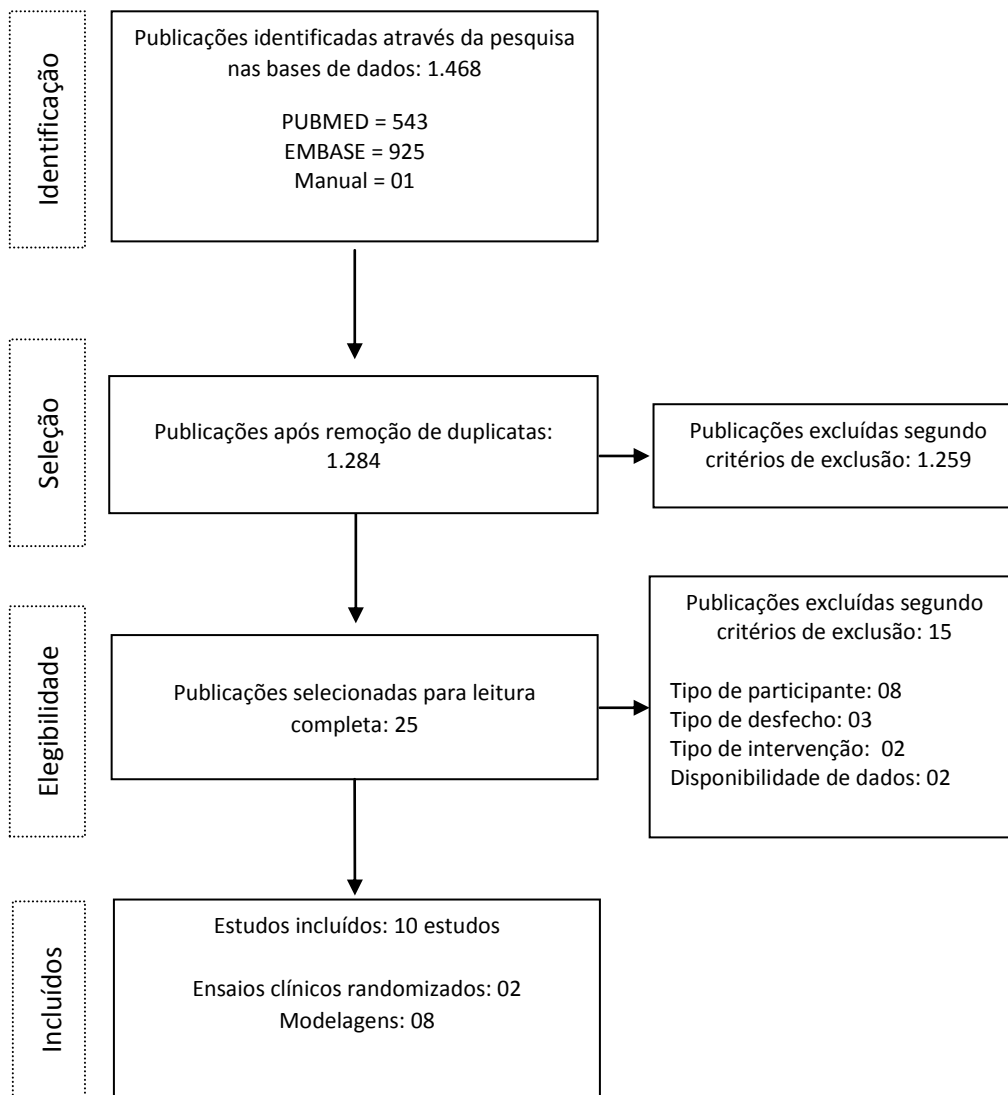 Identificação
Publicações identificadas através da pesquisa
nas bases de dados: 1.468
PUBMED = 543
EMBASE = 925
Manual = 01
Seleção
Publicações após remoção de duplicatas:
1.284
Publicações excluídas segundo
critérios de exclusão: 1.259
Elegibilidade
Publicações selecionadas para leitura
completa: 25
Publicações excluídas segundo
critérios de exclusão: 15
Tipo de participante: 08
Tipo de desfecho: 03
Tipo de intervenção: 02
Disponibilidade de dados: 02
Incluídos
Estudos incluídos: 10 estudos
Ensaios clínicos randomizados: 02
Modelagens: 08